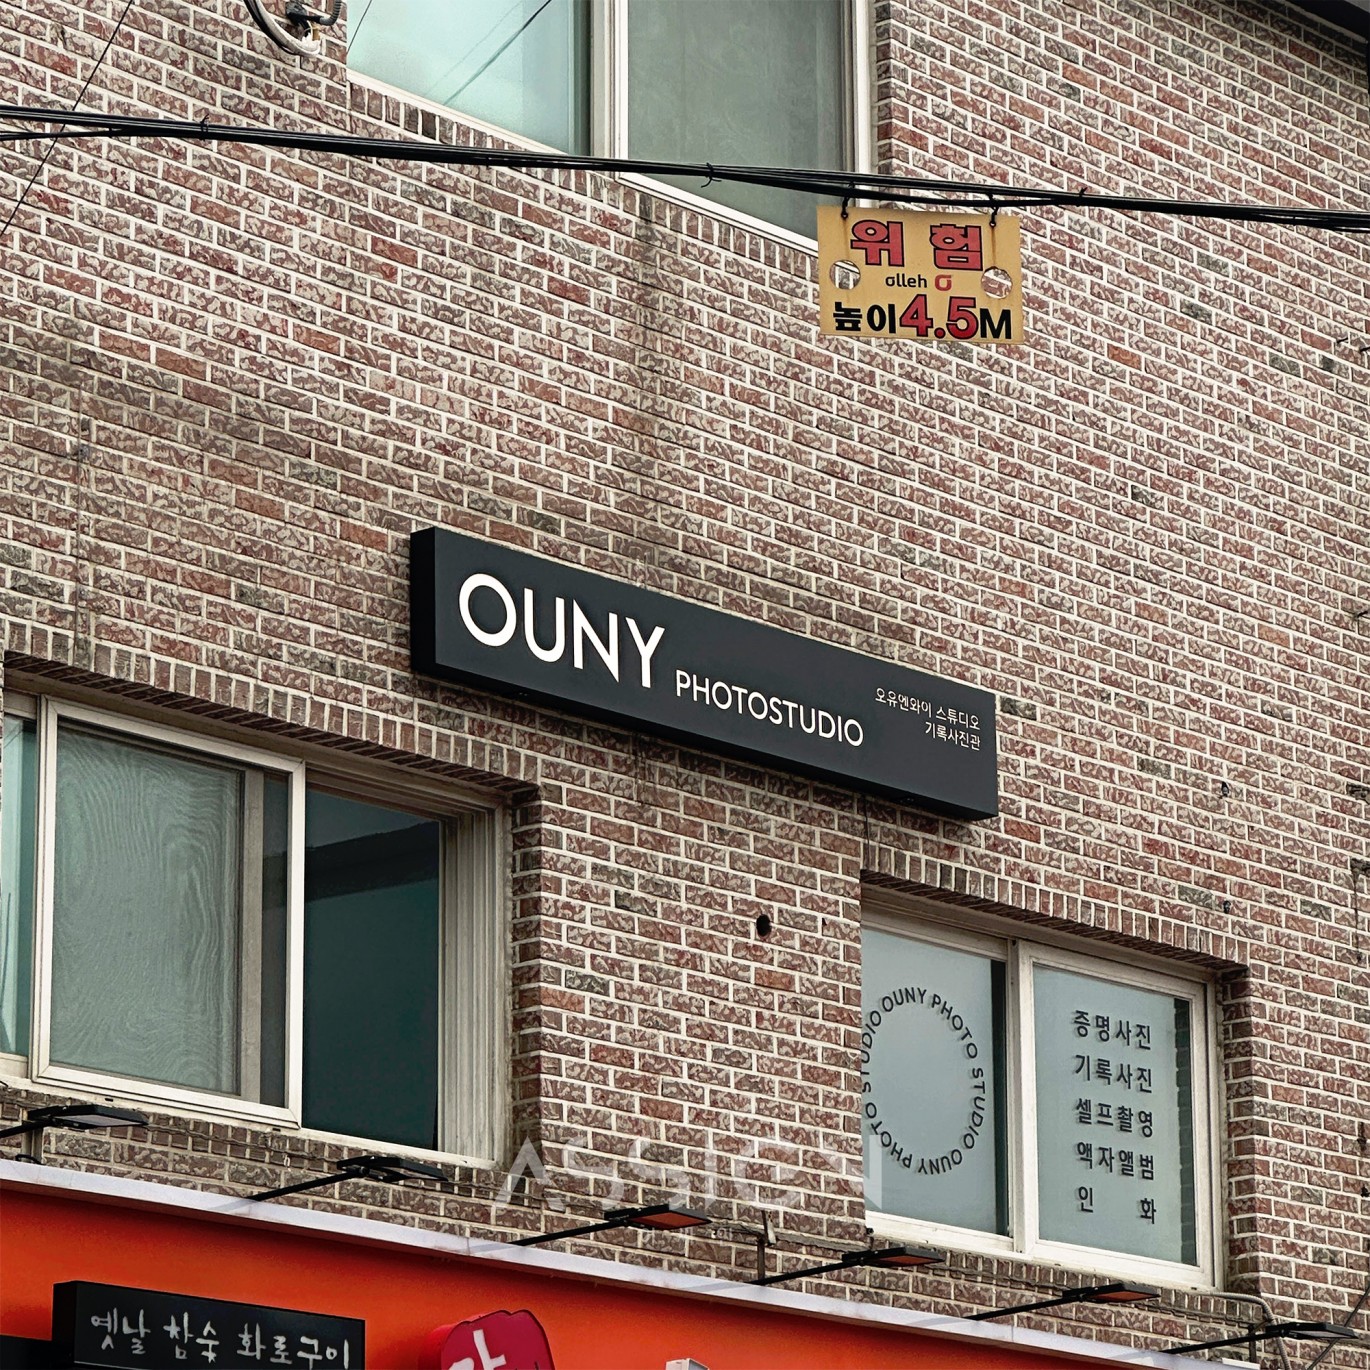 위험
olleh
높이4.5M
OUNY PHOTOSTUDIO
오유엔와이 스튜디오
기록사진관
OUNY PHOTO STUDIO OUNY PHOTO STUDIO
증명사진
기록사진
셀프촬영
액자앨범
인 화
ASSIGN
옛날 참숯 화로구이